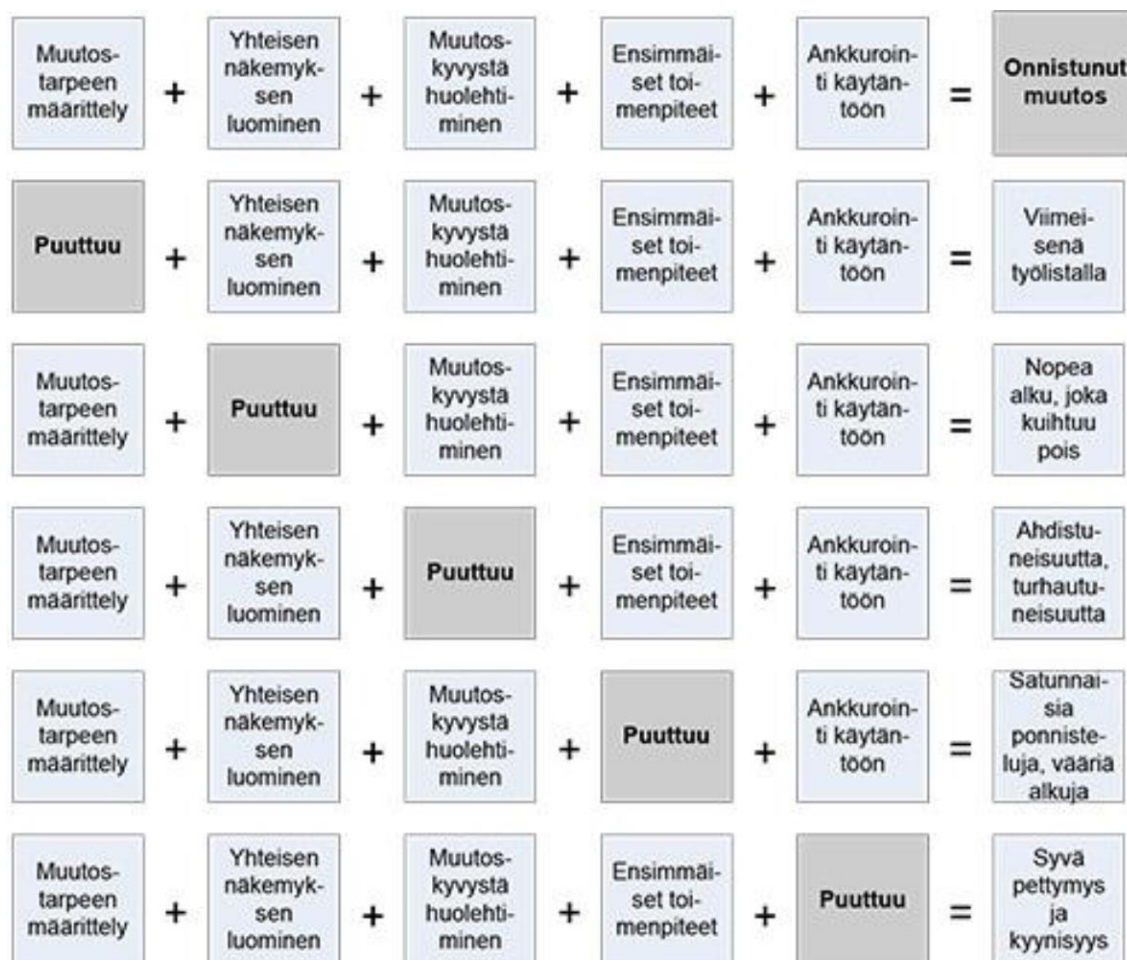 Muutos-
tarpeen
määrittely
+
Yhteisen
näkemyk-
sen
luominen
+
Muutos-
kyvystä
huolehti-
minen
+
Ensimmäi-
set toi-
menpiteet
+
Ankkuroin-
ti käytän-
töön
=
Onnistunut
muutos
Puuttuu
+
Yhteisen
näkemyk-
sen
luominen
+
Muutos-
kyvystä
huolehti-
minen
+
Ensimmäi-
set toi-
menpiteet
+
Ankkuroin-
ti käytän-
töön
=
Viimei-
senä
työlistalla
Muutos-
tarpeen
määrittely
+
Puuttuu
+
Muutos-
kyvystä
huolehti-
minen
+
Ensimmäi-
set toi-
menpiteet
+
Ankkuroin-
ti käytän-
töön
=
Nopea
alku, joka
kuihtuu
pois
Muutos-
tarpeen
määrittely
+
Yhteisen
näkemyk-
sen
luominen
+
Puuttuu
+
Ensimmäi-
set toi-
menpiteet
+
Ankkuroin-
ti käytän-
töön
=
Ahdistu-
neisuutta,
turhautu-
neisuutta
Muutos-
tarpeen
määrittely
+
Yhteisen
näkemyk-
sen
luominen
+
Muutos-
kyvystä
huolehti-
minen
+
Puuttuu
+
Ankkuroin-
ti käytän-
töön
=
Satunnai-
sia
ponniste-
luja, vääriä
alkuja
Muutos-
tarpeen
määrittely
+
Yhteisen
näkemyk-
sen
luominen
+
Muutos-
kyvystä
huolehti-
minen
+
Ensimmäi-
set toi-
menpiteet
+
Puuttuu
=
Syvä
pettymys
ja
kyynisyys